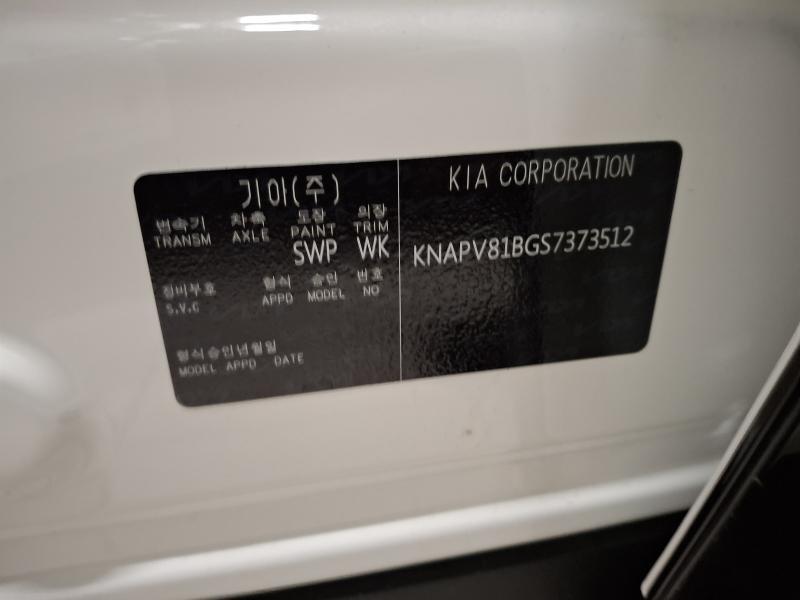 기아(주)
변속기 차축 도장 의장
TRANSM AXLE PAINT TRIM
SWP WK
정비부호 형식 승인 번호
S.V.C APPD MODEL NO
형식승인년월일
MODEL APPD DATE
KIA CORPORATION
KNAPV81BGS7373512